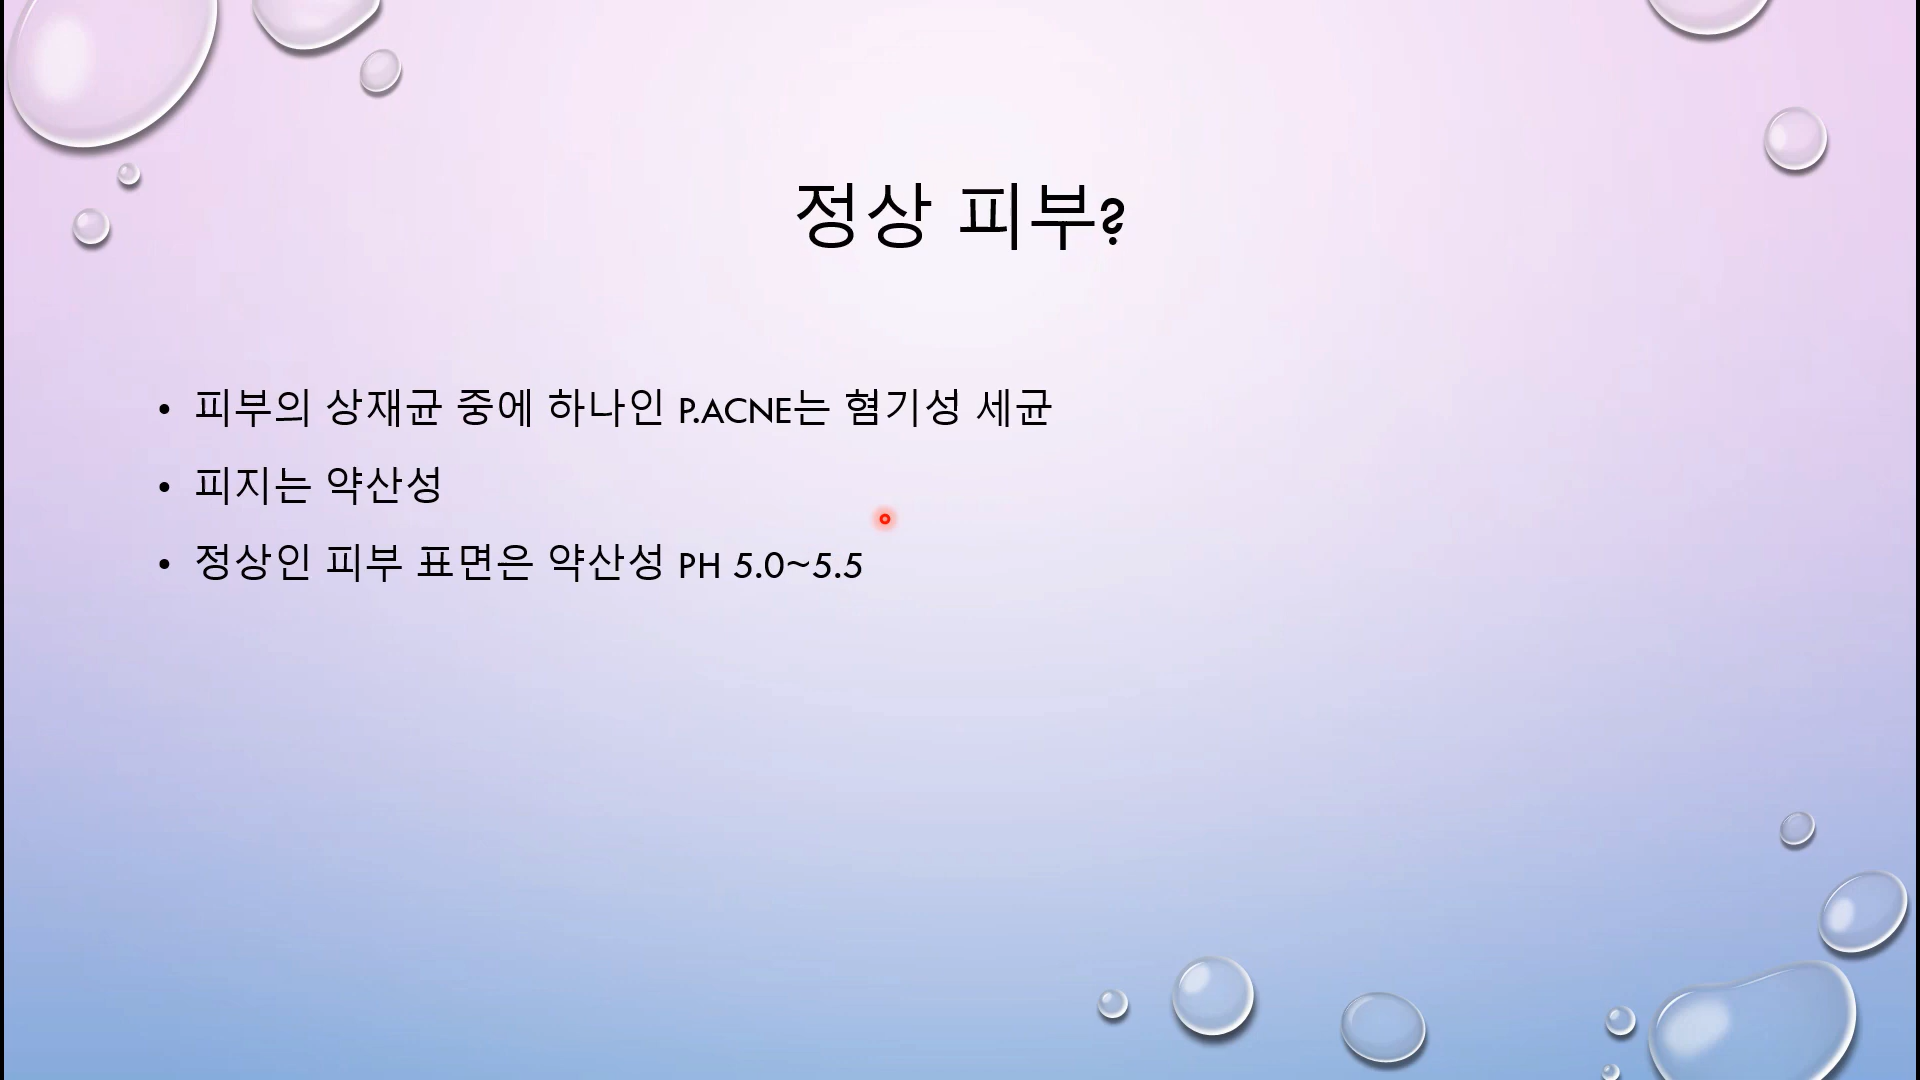 정상 피부?
• 피부의 상재균 중에 하나인 P.ACNE는 혐기성 세균
• 피지는 약산성
• 정상인 피부 표면은 약산성 PH 5.0~5.5